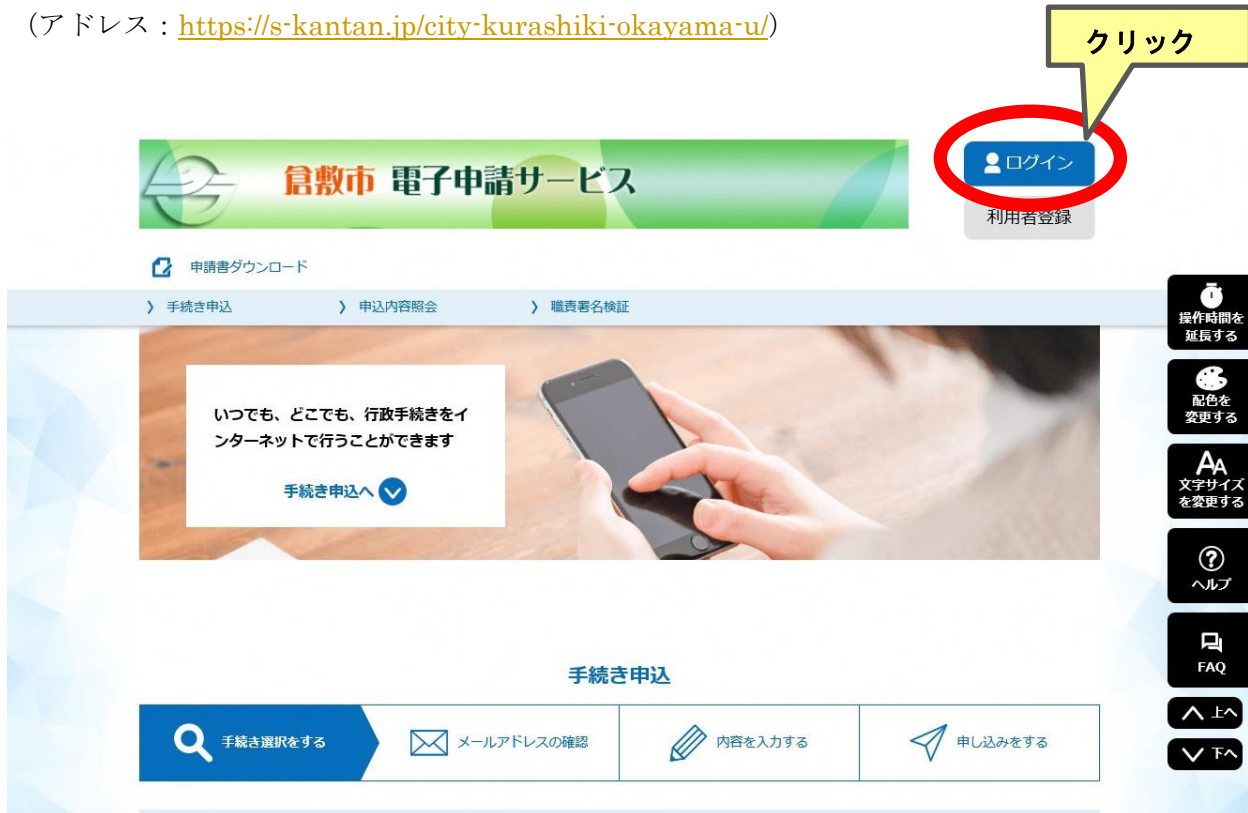 (アドレス：https://s-kantan.jp/city-kurashiki-okayama-u/)
クリック
倉敷市 電子申請サービス
ログイン
利用者登録
申請書ダウンロード
手続き申込
申込内容照会
職責署名検証
操作時間を
延長する
いつでも、どこでも、行政手続きをイ
ンターネットで行うことができます
手続き申込へ
配色を
変更する
AA
文字サイズ
を変更する
?
ヘルプ
FAQ
上へ
下へ
手続き申込
手続き選択をする
メールアドレスの確認
内容を入力する
申し込みをする